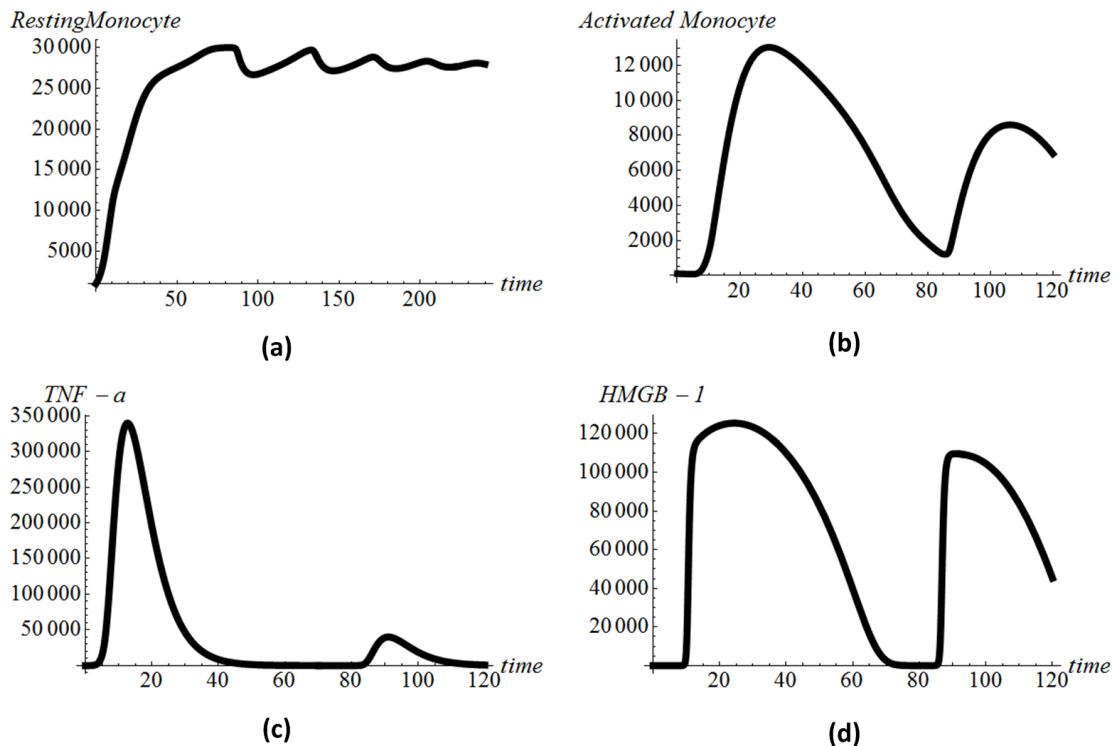 RestingMonocyte
30 000
25 000
20 000
15 000
10 000
5000
50 100 150 200
time
(a)
Activated Monocyte
12 000
10 000
8000
6000
4000
2000
20 40 60 80 100 120
time
(b)
TNF – a
350 000
300 000
250 000
200 000
150 000
100 000
50 000
20 40 60 80 100 120
time
(c)
HMGB – 1
120 000
100 000
80 000
60 000
40 000
20 000
20 40 60 80 100 120
time
(d)